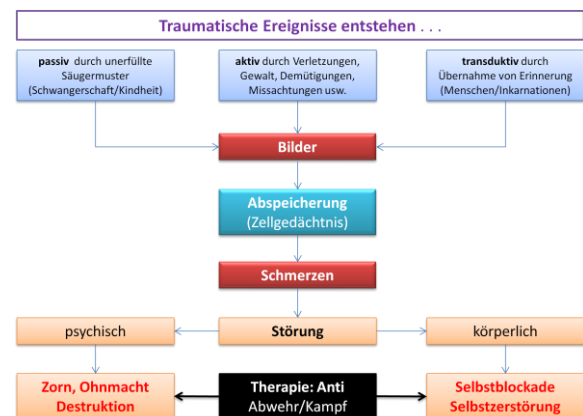 Traumatische Ereignisse entstehen . . .
passiv durch unerfüllte
Säugermuster
(Schwangerschaft/Kindheit)
aktiv durch Verletzungen,
Gewalt, Demütigungen,
Missachtungen usw.
transduktiv durch
Übernahme von Erinnerung
(Menschen/Inkarnationen)
Bilder
Abspeicherung
(Zellgedächtnis)
Schmerzen
psychisch
Störung
körperlich
Zorn, Ohnmacht
Destruktion
Therapie: Anti
Abwehr/Kampf
Selbstblockade
Selbstzerstörung